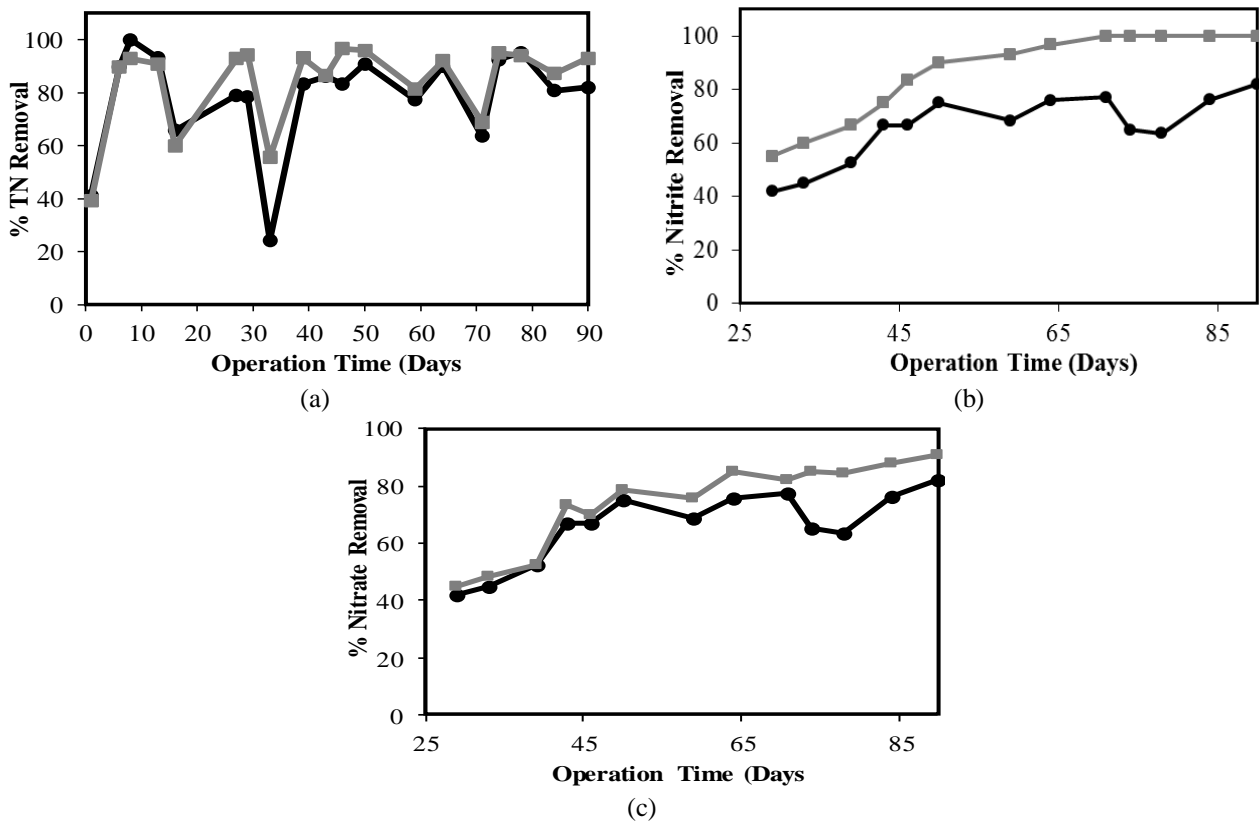 % TN Removal
100
80
60
40
20
0
0 10 20 30 40 50 60 70 80 90
Operation Time (Days
(a)
% Nitrite Removal
100
80
60
40
20
0
25 45 65 85
Operation Time (Days)
(b)
% Nitrate Removal
100
80
60
40
20
0
25 45 65 85
Operation Time (Days
(c)